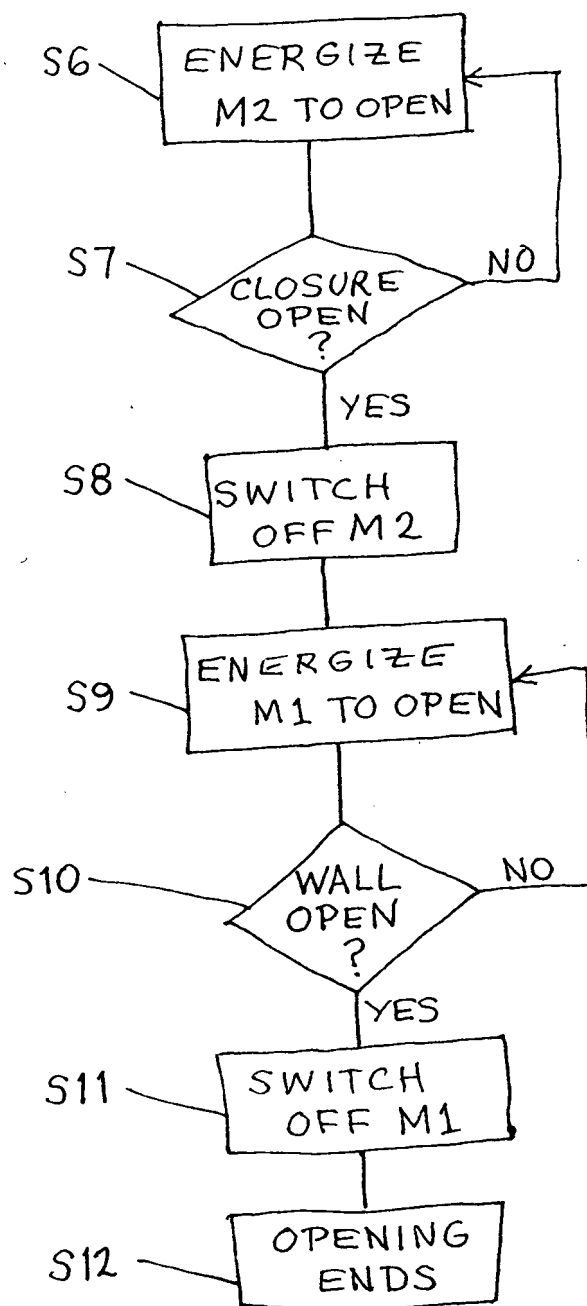 S6
ENERGIZE
M2 TO OPEN
S7
CLOSURE
OPEN
?
NO
YES
S8
SWITCH
OFF M2
S9
ENERGIZE
M1 TO OPEN
S10
WALL
OPEN
?
NO
YES
S11
SWITCH
OFF M1
S12
OPENING
ENDS